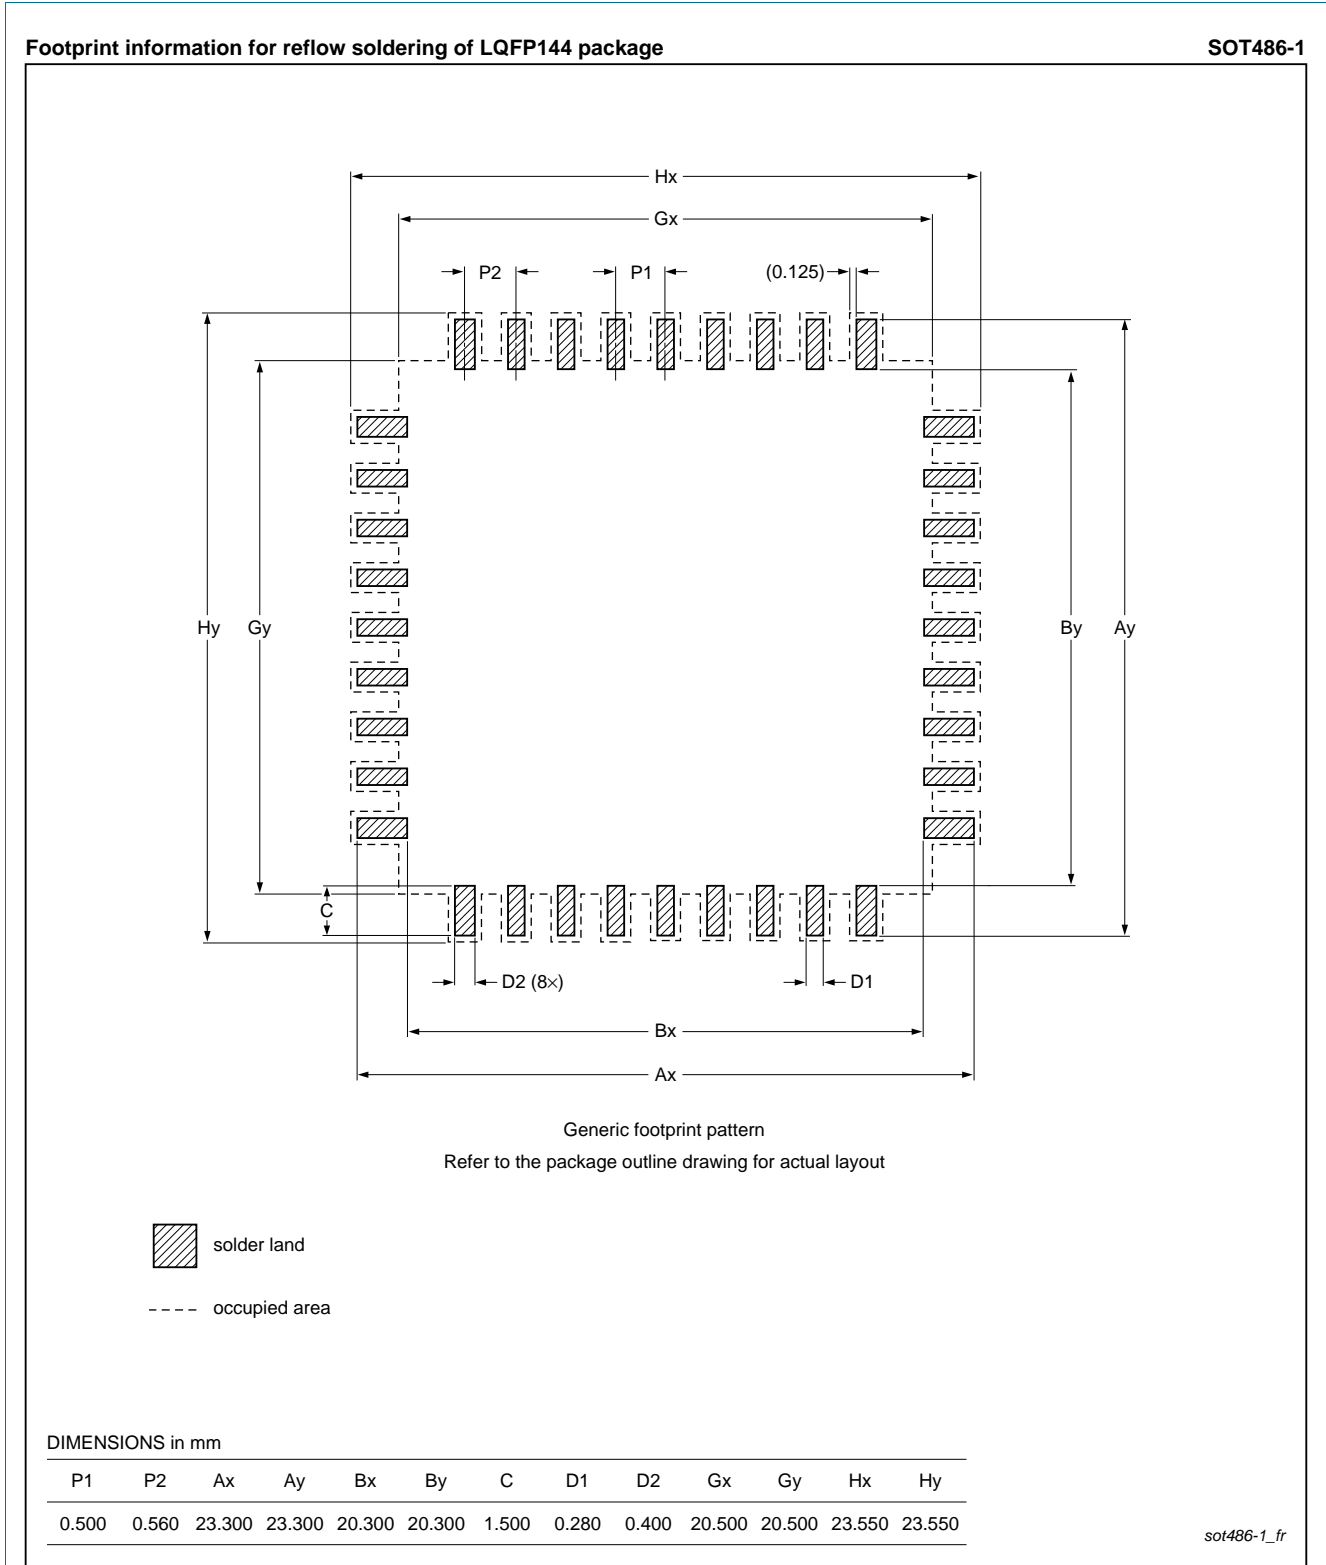 Footprint information for reflow soldering of LQFP144 package SOT486-1
Hx
Gx
P2 P1 (0.125)
Hy Gy By Ay
C
D2 (8×) D1
Bx
Ax
Generic footprint pattern
Refer to the package outline drawing for actual layout
solder land
occupied area
DIMENSIONS in mm
P1 P2 Ax Ay Bx By C D1 D2 Gx Gy Hx Hy
0.500 0.560 23.300 23.300 20.300 20.300 1.500 0.280 0.400 20.500 20.500 23.550 23.550
sot486-1_fr